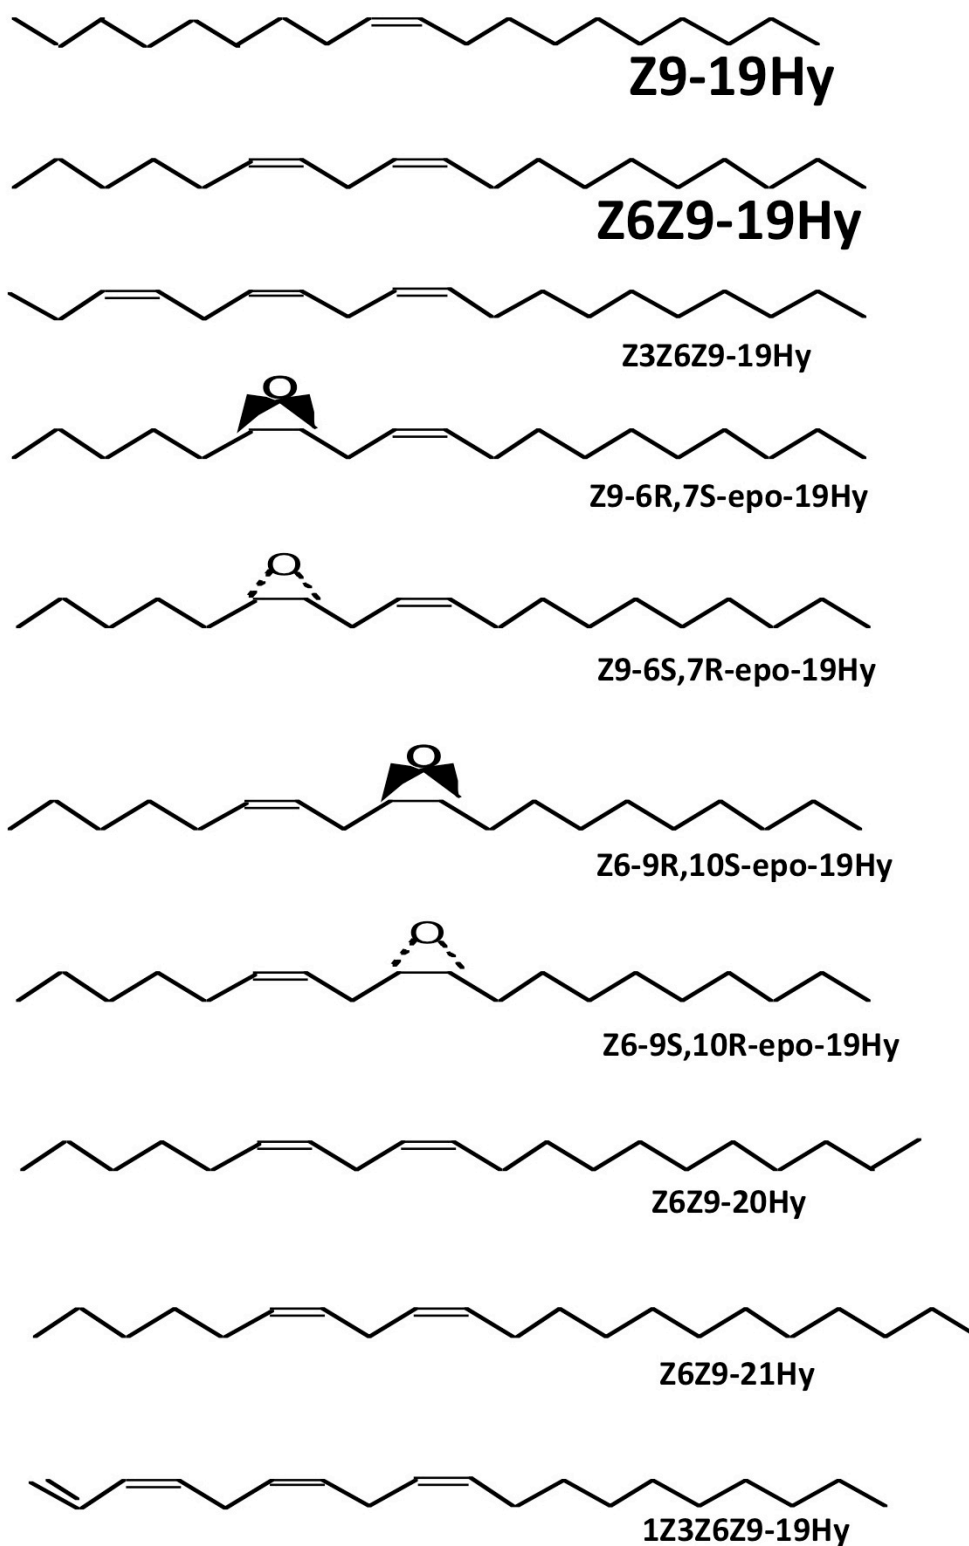 Z9-19Hy
Z6Z9-19Hy
Z3Z6Z9-19Hy
O
Z9-6R,7S-epo-19Hy
O
Z9-6S,7R-epo-19Hy
O
Z6-9R,10S-epo-19Hy
O
Z6-9S,10R-epo-19Hy
Z6Z9-20Hy
Z6Z9-21Hy
1Z3Z6Z9-19Hy